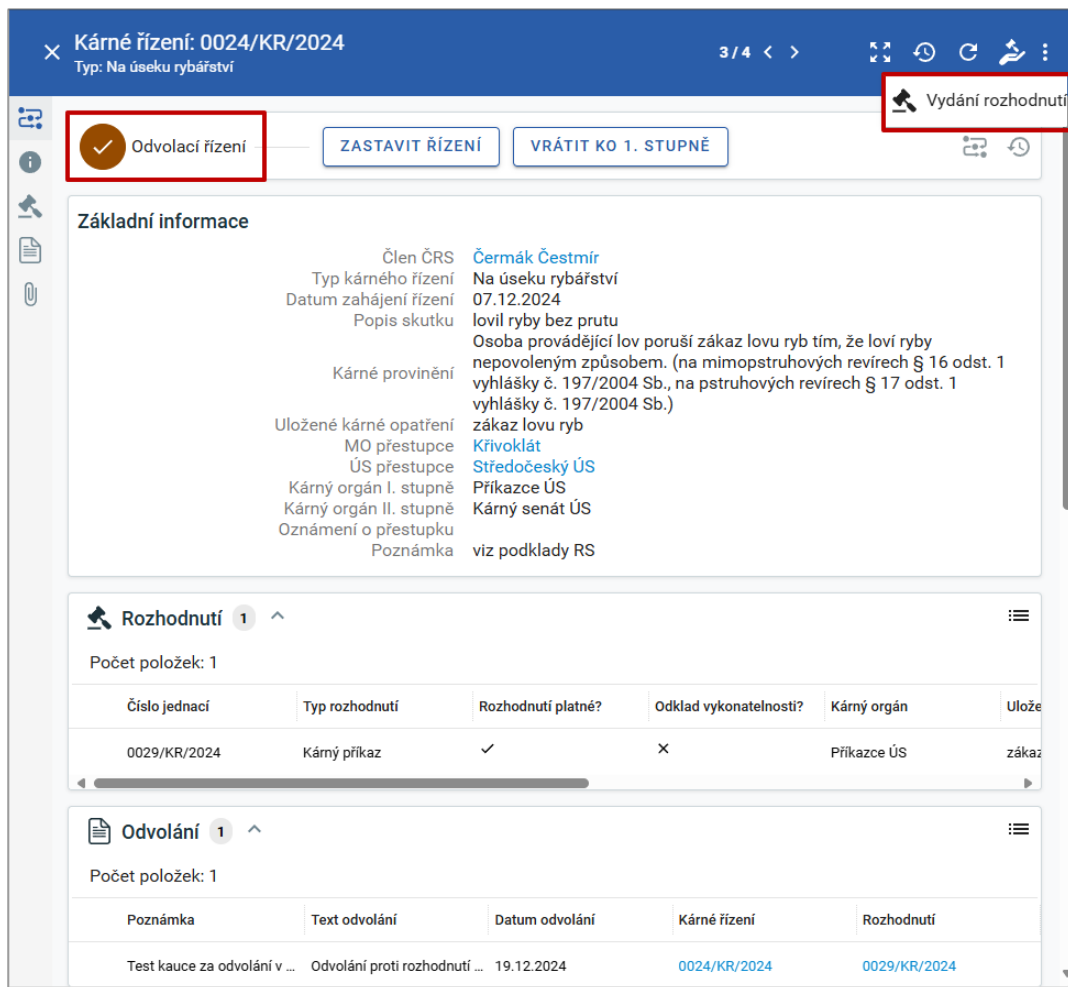 Kárné řízení: 0024/KR/2024
Typ: Na úseku rybářství
3/4
Vydání rozhodnutí
Odvolací řízení
ZASTAVIT ŘÍZENÍ
VRÁTIT KO 1. STUPNĚ
Základní informace
Člen ČRS Čermák Čestmír
Typ kárného řízení Na úseku rybářství
Datum zahájení řízení 07.12.2024
Popis skutku lovil ryby bez prutu
Kárné provinění Osoba provádějící lov poruší zákaz lovu ryb tím, že loví ryby
nepovoleným způsobem. (na mimopstruhových revírech § 16 odst. 1
vyhlášky č. 197/2004 Sb., na pstruhových revírech § 17 odst. 1
vyhlášky č. 197/2004 Sb.)
Uložené kárné opatření zákaz lovu ryb
MO přestupce Křivoklát
ÚS přestupce Středočeský ÚS
Kárný orgán I. stupně Příkazce ÚS
Kárný orgán II. stupně Kárný senát ÚS
Oznámení o přestupku
Poznámka viz podklady RS
Rozhodnutí 1
Počet položek: 1
Číslo jednací Typ rozhodnutí Rozhodnutí platné? Odklad vykonatelnosti? Kárný orgán Ulože
0029/KR/2024 Kárný příkaz Příkazce ÚS zákaz
Odvolání 1
Počet položek: 1
Poznámka Text odvolání Datum odvolání Kárné řízení Rozhodnutí
Test kauce za odvolání v ... Odvolání proti rozhodnutí ... 19.12.2024 0024/KR/2024 0029/KR/2024